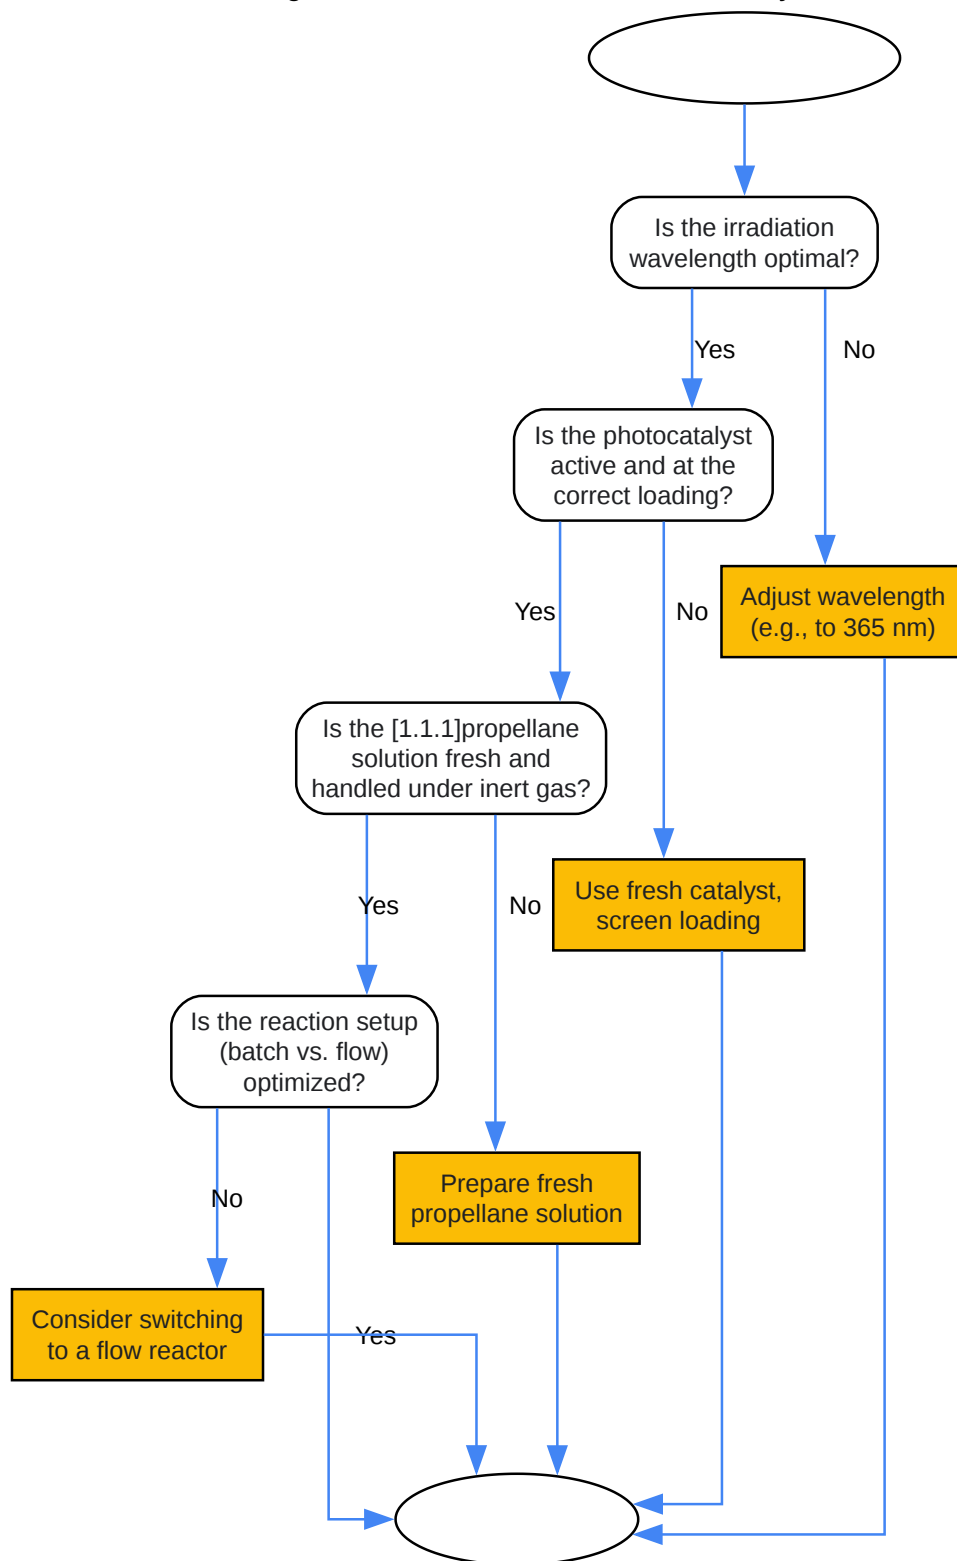 Is the irradiation
wavelength optimal?
Yes
No
Is the photocatalyst
active and at the
correct loading?
Adjust wavelength
(e.g., to 365 nm)
Yes
No
Is the [1.1.1]propellane
solution fresh and
handled under inert gas?
Use fresh catalyst,
screen loading
Yes
No
Is the reaction setup
(batch vs. flow)
optimized?
Prepare fresh
propellane solution
No
Consider switching
to a flow reactor
Yes